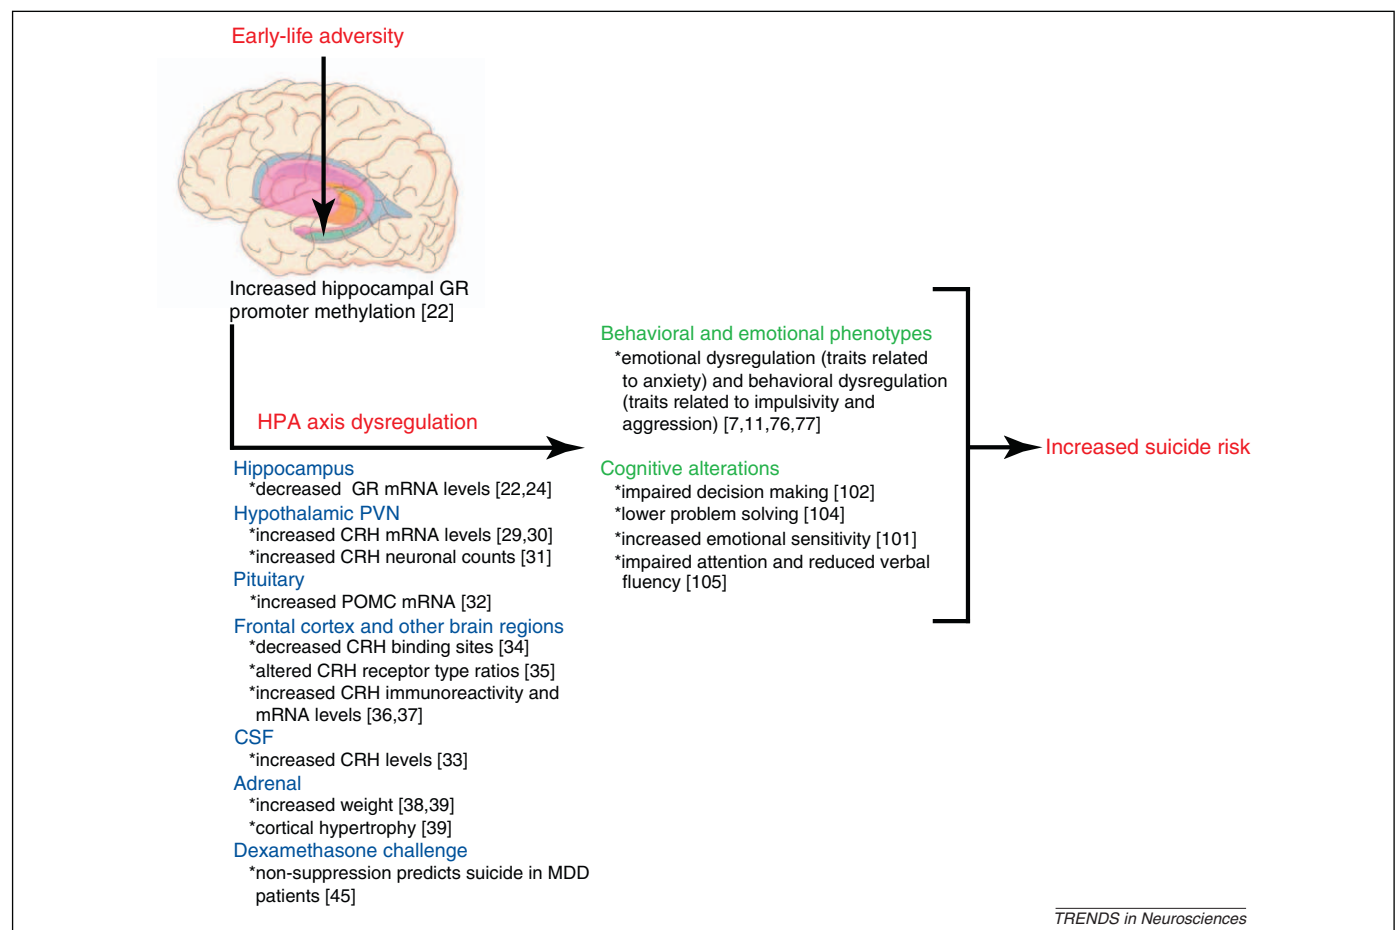 Early-life adversity
Increased hippocampal GR
promoter methylation [22]
HPA axis dysregulation
Hippocampus
*decreased GR mRNA levels [22,24]
Hypothalamic PVN
*increased CRH mRNA levels [29,30]
*increased CRH neuronal counts [31]
Pituitary
*increased POMC mRNA [32]
Frontal cortex and other brain regions
*decreased CRH binding sites [34]
*altered CRH receptor type ratios [35]
*increased CRH immunoreactivity and
mRNA levels [36,37]
CSF
*increased CRH levels [33]
Adrenal
*increased weight [38,39]
*cortical hypertrophy [39]
Dexamethasone challenge
*non-suppression predicts suicide in MDD
patients [45]
Behavioral and emotional phenotypes
*emotional dysregulation (traits related
to anxiety) and behavioral dysregulation
(traits related to impulsivity and
aggression) [7,11,76,77]
Cognitive alterations
*impaired decision making [102]
*lower problem solving [104]
*increased emotional sensitivity [101]
*impaired attention and reduced verbal
fluency [105]
Increased suicide risk
TRENDS in Neurosciences